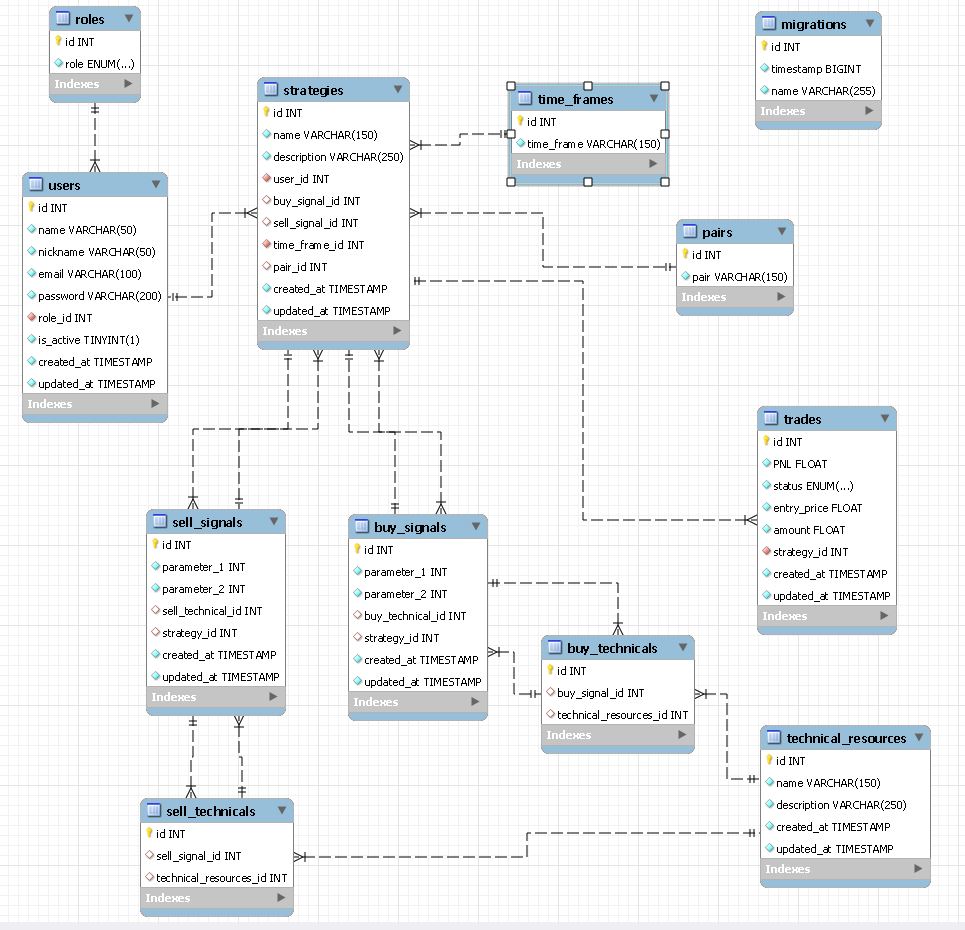 roles
id INT
role ENUM(...)
Indexes
migrations
id INT
timestamp BIGINT
name VARCHAR(255)
Indexes
strategies
id INT
name VARCHAR(150)
description VARCHAR(250)
user_id INT
buy_signal_id INT
sell_signal_id INT
time_frame_id INT
pair_id INT
created_at TIMESTAMP
updated_at TIMESTAMP
Indexes
time_frames
id INT
time_frame VARCHAR(150)
Indexes
users
id INT
name VARCHAR(50)
nickname VARCHAR(50)
email VARCHAR(100)
password VARCHAR(200)
role_id INT
is_active TINYINT(1)
created_at TIMESTAMP
updated_at TIMESTAMP
Indexes
pairs
id INT
pair VARCHAR(150)
Indexes
trades
id INT
PNL FLOAT
status ENUM(...)
entry_price FLOAT
amount FLOAT
strategy_id INT
created_at TIMESTAMP
updated_at TIMESTAMP
Indexes
sell_signals
id INT
parameter_1 INT
parameter_2 INT
sell_technical_id INT
strategy_id INT
created_at TIMESTAMP
updated_at TIMESTAMP
Indexes
buy_signals
id INT
parameter_1 INT
parameter_2 INT
buy_technical_id INT
strategy_id INT
created_at TIMESTAMP
updated_at TIMESTAMP
Indexes
buy_technicals
id INT
buy_signal_id INT
technical_resources_id INT
Indexes
technical_resources
id INT
name VARCHAR(150)
description VARCHAR(250)
created_at TIMESTAMP
updated_at TIMESTAMP
Indexes
sell_technicals
id INT
sell_signal_id INT
technical_resources_id INT
Indexes